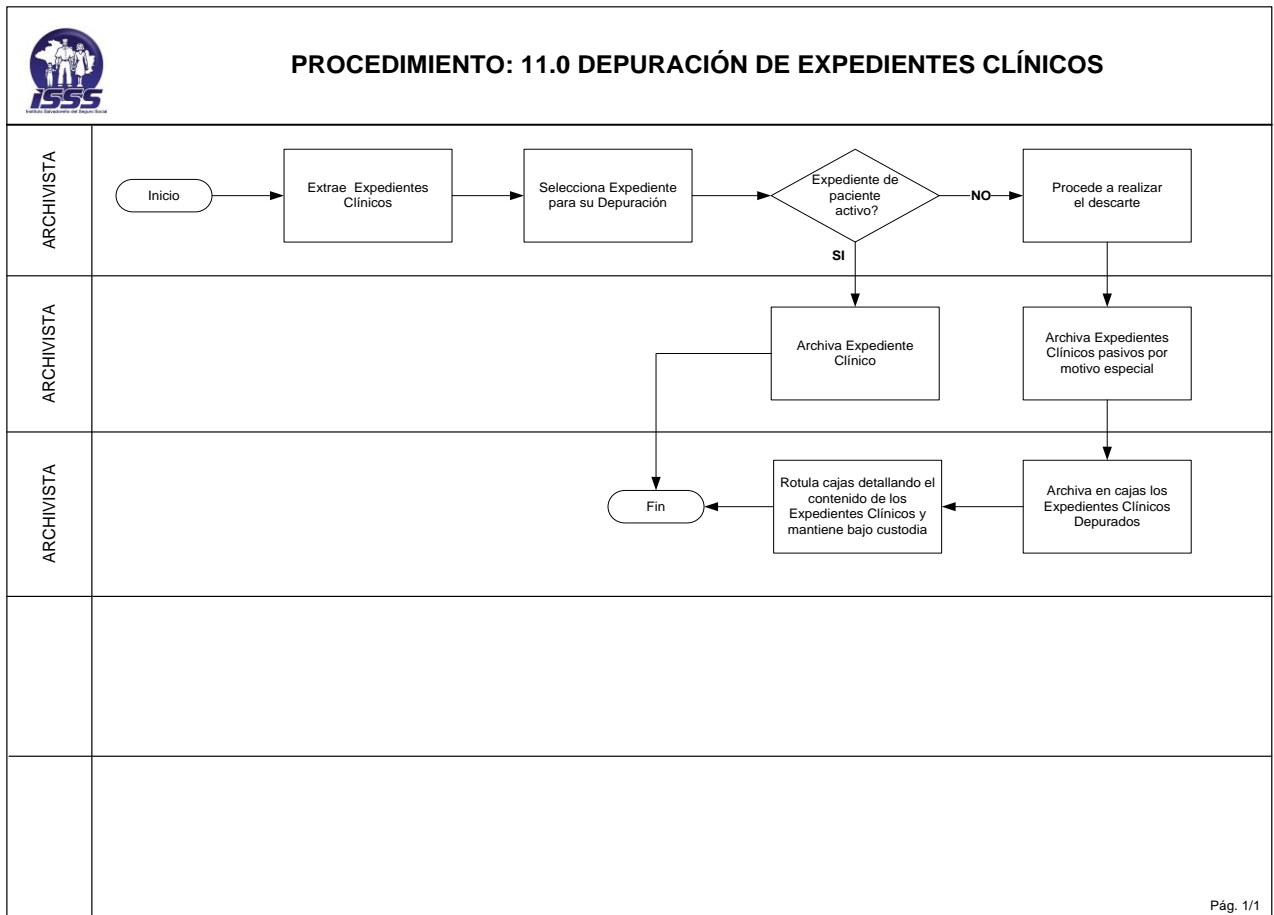 ISSS
Instituto Salvadoreño del Seguro Social
PROCEDIMIENTO: 11.0 DEPURACIÓN DE EXPEDIENTES CLÍNICOS
ARCHIVISTA
Inicio
Extrae Expedientes
Clínicos
Selecciona Expediente
para su Depuración
Expediente de
paciente
activo?
NO
SI
Procede a realizar
el descarte
ARCHIVISTA
Archiva Expediente
Clínico
Archiva Expedientes
Clínicos pasivos por
motivo especial
ARCHIVISTA
Fin
Rotula cajas detallando el
contenido de los
Expedientes Clínicos y
mantiene bajo custodia
Archiva en cajas los
Expedientes Clínicos
Depurados
Pág. 1/1